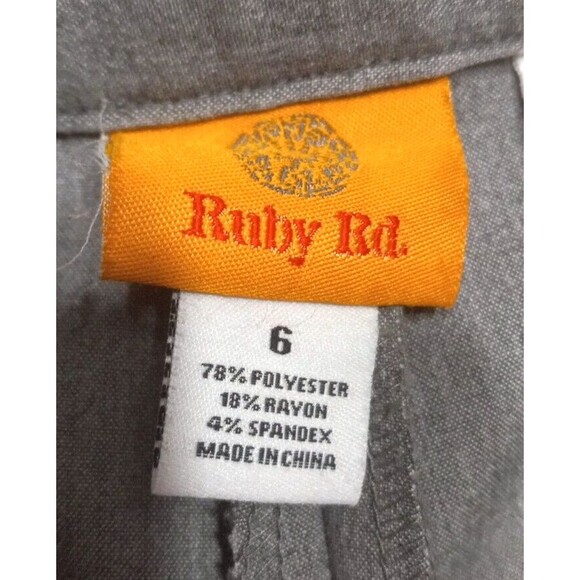 Ruby Rd.
6
78% POLYESTER
18% RAYON
4% SPANDEX
MADE IN CHINA